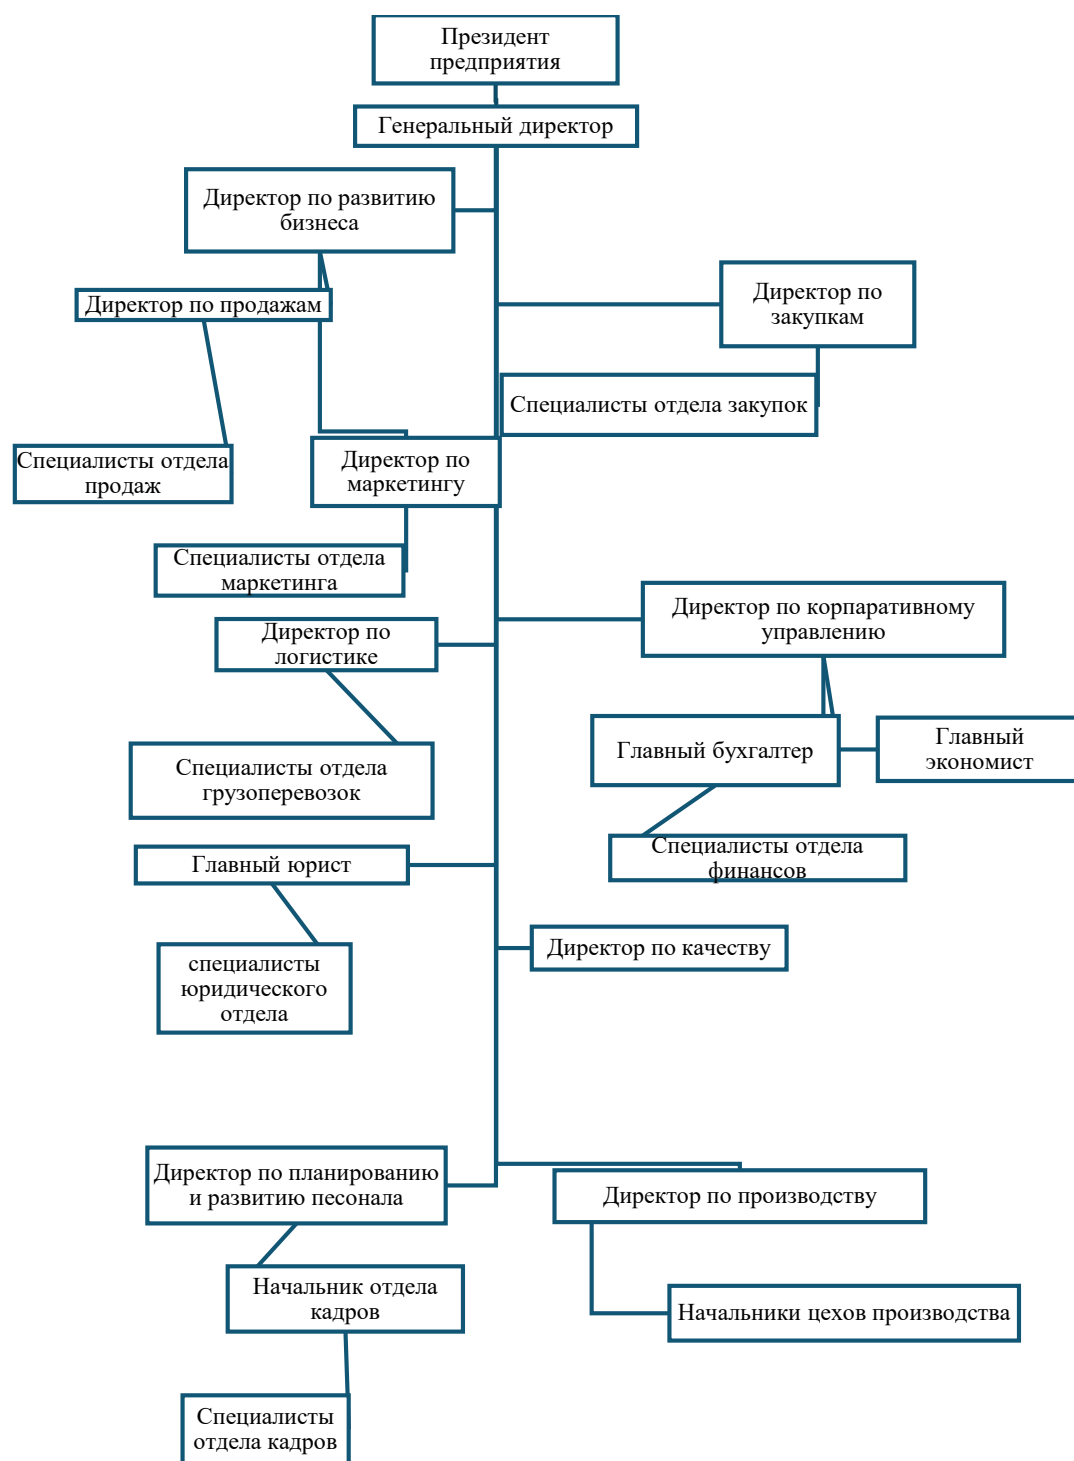 Президент
предприятия
Генеральный директор
Директор по развитию
бизнеса
Директор по
закупкам
Директор по продажам
Специалисты отдела закупок
Специалисты отдела
продаж
Директор по
маркетингу
Специалисты отдела
маркетинга
Директор по корпаративному
управлению
Директор по
логистике
Главный бухгалтер
Главный
экономист
Специалисты отдела
грузоперевозок
Специалисты отдела
финансов
Главный юрист
Директор по качеству
специалисты
юридического
отдела
Директор по планированию
и развитию песонала
Директор по производству
Начальник отдела
кадров
Начальники цехов производства
Специалисты
отдела кадров